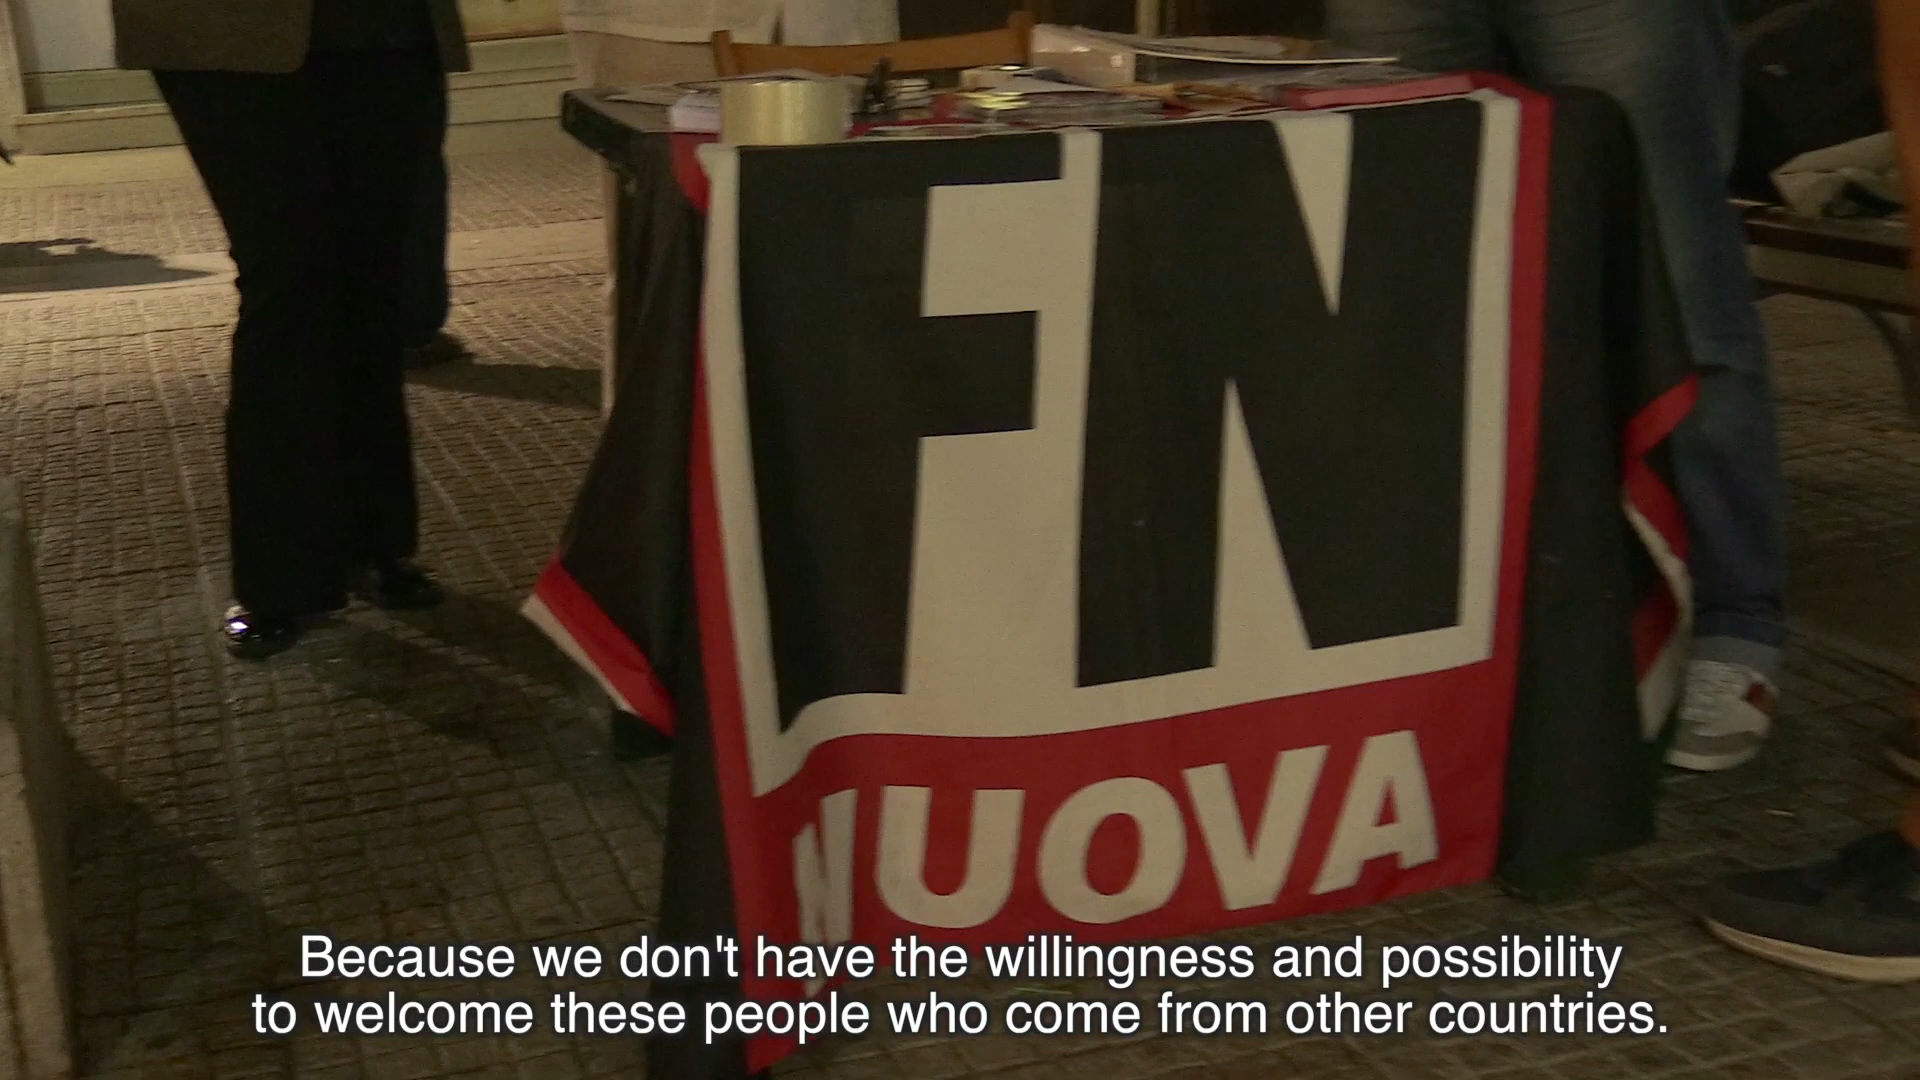 FN
NUOVA
Because we don't have the willingness and possibility
to welcome these people who come from other countries.